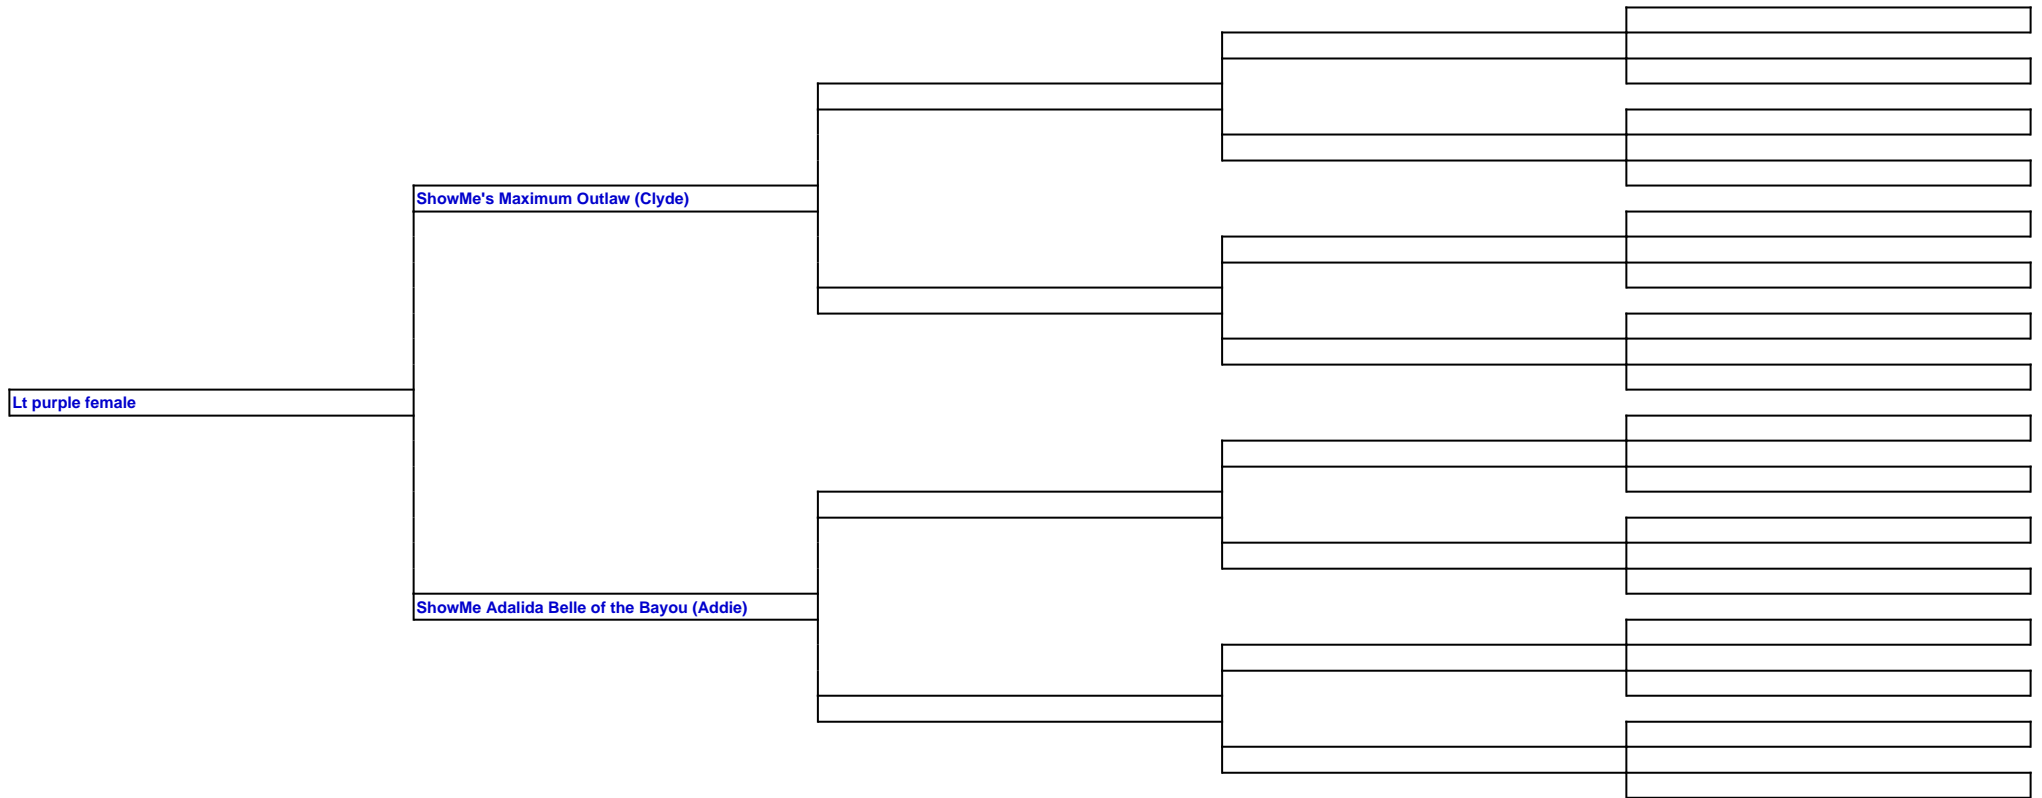 ShowMe's Maximum Outlaw (Clyde)
Lt purple female
ShowMe Adalida Belle of the Bayou (Addie)